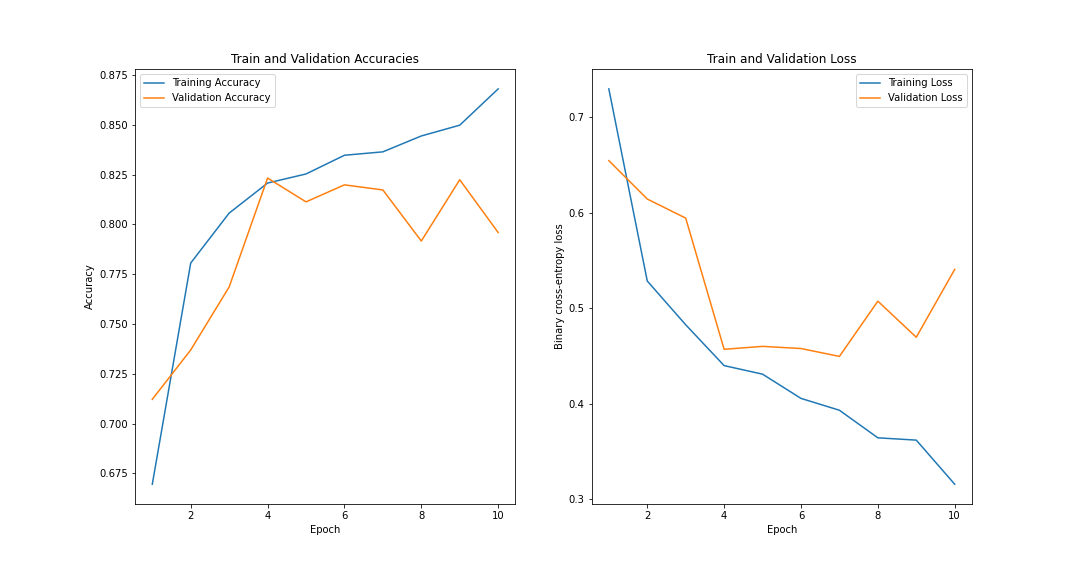 Train and Validation Accuracies
Training Accuracy
Validation Accuracy
0.875
0.850
0.825
0.800
0.775
0.750
0.725
0.700
0.675
Accuracy
2
4
6
8
10
Epoch
Train and Validation Loss
Training Loss
Validation Loss
0.7
0.6
0.5
0.4
0.3
Binary cross-entropy loss
2
4
6
8
10
Epoch